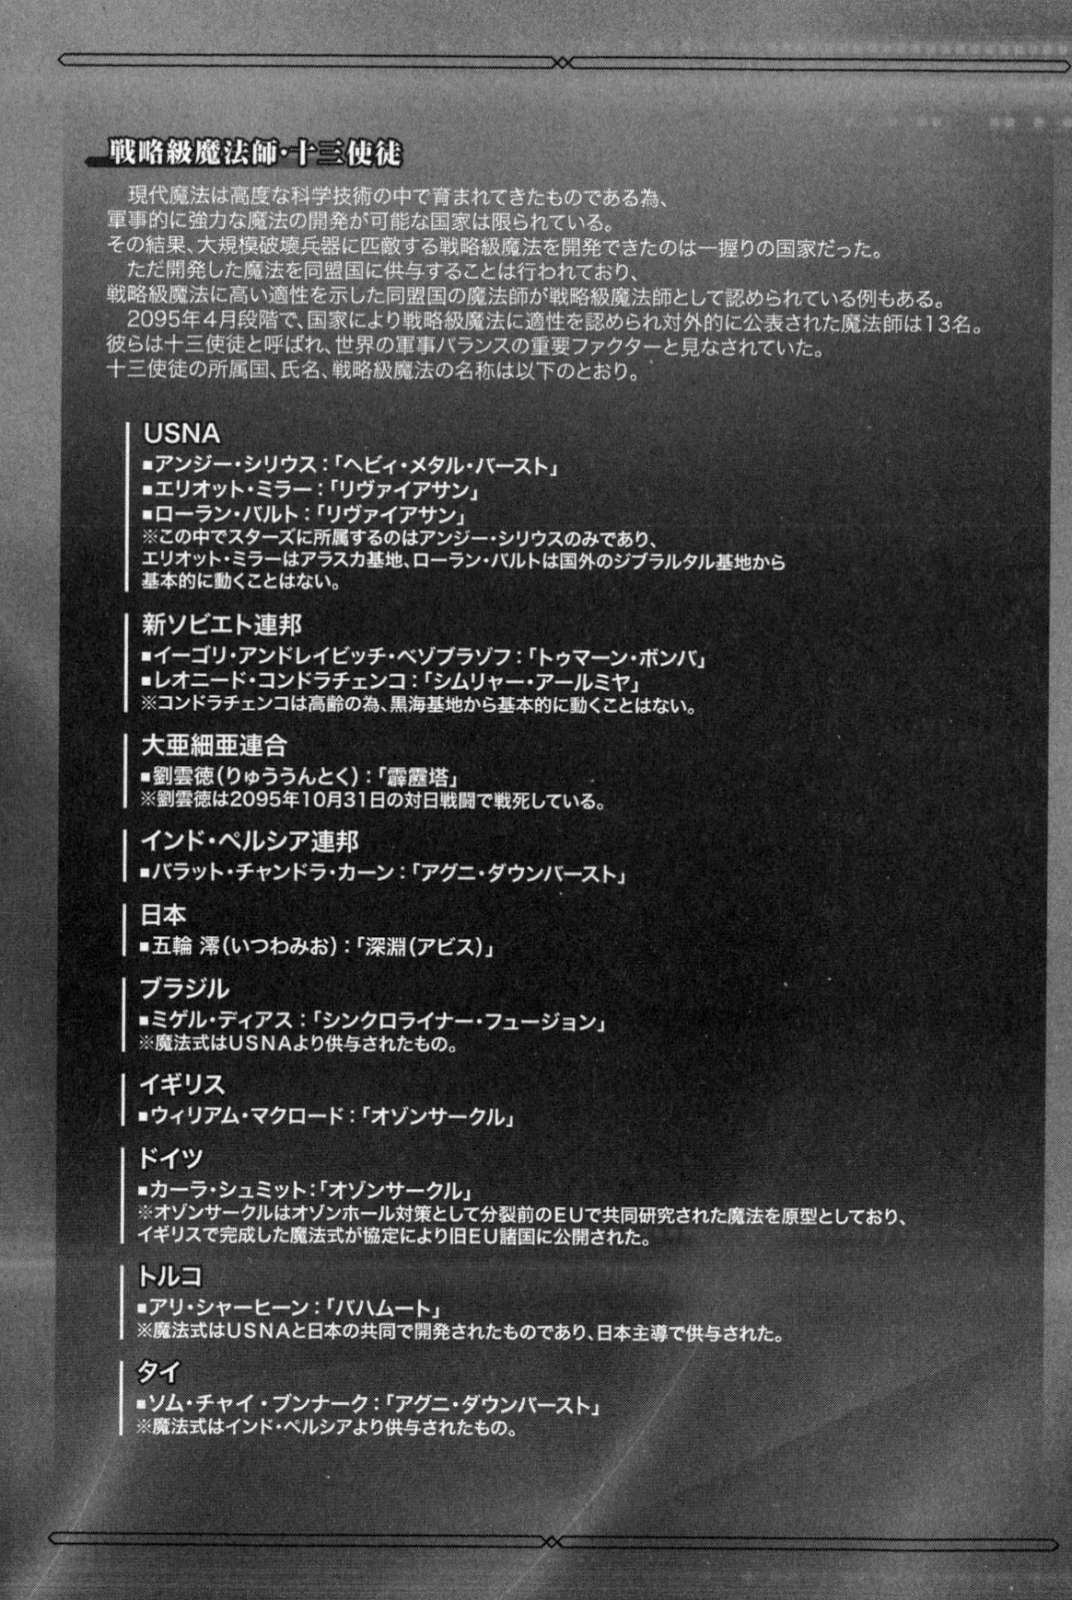 戦略級魔法師・十三使徒
現代魔法は高度な科学技術の中で育まれてきたものである為、
軍事的に強力な魔法の開発が可能な国家は限られている。
その結果、大規模破壊兵器に匹敵する戦略級魔法を開発できたのは一握りの国家だった。
ただ開発した魔法を同盟国に供与することは行われており、
戦略級魔法に高い適性を示した同盟国の魔法師が戦略級魔法師として認められている例もある。
2095年4月段階で、国家により戦略級魔法に適性を認められ対外的に公表された魔法師は13名。
彼らは十三使徒と呼ばれ、世界の軍事バランスの重要ファクターと見なされていた。
十三使徒の所属国、氏名、戦略級魔法の名称は以下のとおり。
USNA
■アンジー・シリウス：「ヘビィ・メタル・バースト」
■エリオット・ミラー：「リヴァイアサン」
■ローラン・バルト：「リヴァイアサン」
※この中でスターズに所属するのはアンジー・シリウスのみであり、
エリオット・ミラーはアラスカ基地、ローラン・バルトは国外のジブラルタル基地から
基本的に動くことはない。
新ソビエト連邦
■イーゴリ・アンドレイビッチ・ベゾブラゾフ：「トゥマーン・ボンバ」
■レオニード・コンドラチェンコ：「シムリャー・アールミヤ」
※コンドラチェンコは高齢の為、黒海基地から基本的に動くことはない。
大亜細亜連合
■劉雲徳（りゅううんとく）：「霹靂塔」
※劉雲徳は2095年10月31日の対日戦闘で戦死している。
インド・ペルシア連邦
■バラット・チャンドラ・カーン：「アグニ・ダウンバースト」
日本
■五輪 澪（いつわみお）：「深淵（アビス）」
ブラジル
■ミゲル・ディアス：「シンクロライナー・フュージョン」
※魔法式はUSNAより供与されたもの。
イギリス
■ウィリアム・マクロード：「オゾンサークル」
ドイツ
■カーラ・シュミット：「オゾンサークル」
※オゾンサークルはオゾンホール対策として分裂前のEUで共同研究された魔法を原型としており、
イギリスで完成した魔法式が協定により旧EU諸国に公開された。
トルコ
■アリ・シャーヒーン：「バハムート」
※魔法式はUSNAと日本の共同で開発されたものであり、日本主導で供与された。
タイ
■ソム・チャイ・ブンナーク：「アグニ・ダウンバースト」
※魔法式はインド・ペルシアより供与されたもの。